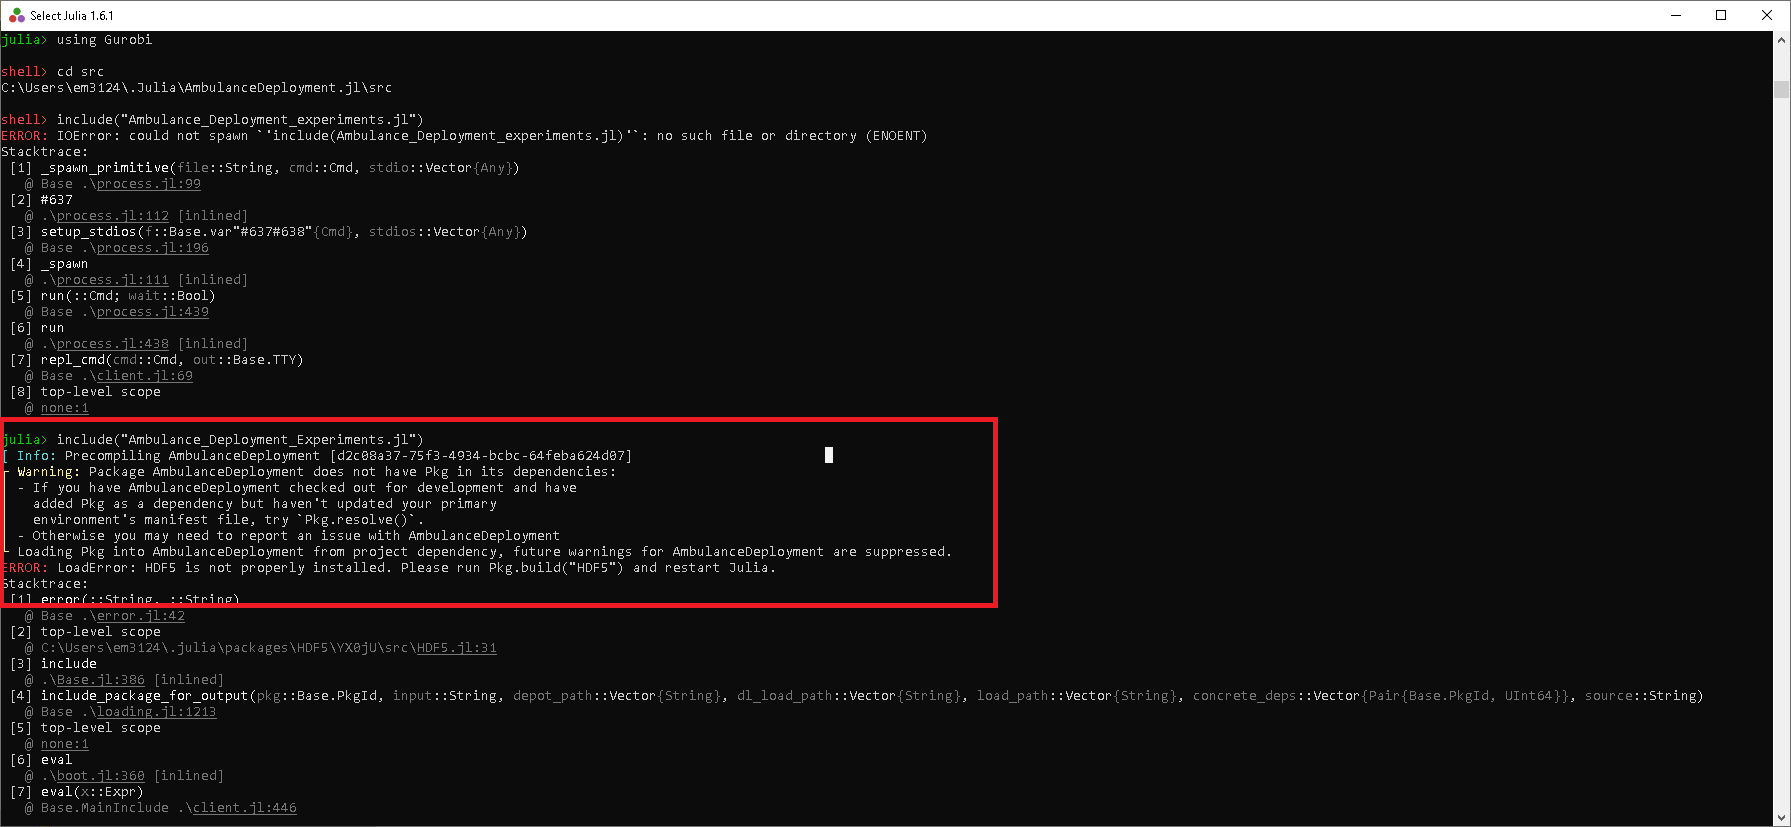 Select Julia 1.6.1
julia> using Gurobi
shell> cd src
C:\Users\em3124\.Julia\AmbulanceDeployment.jl\src
shell> include("Ambulance_Deployment_experiments.jl")
ERROR: IOError: could not spawn `'include(Ambulance_Deployment_experiments.jl)'`: no such file or directory (ENOENT)
Stacktrace:
[1] _spawn_primitive(file::String, cmd::Cmd, stdio::Vector{Any})
@ Base .\process.jl:99
[2] #637
@ .\process.jl:112 [inlined]
[3] setup_stdios(f::Base.var"#637#638"{Cmd}, stdios::Vector{Any})
@ Base .\process.jl:196
[4] _spawn
@ .\process.jl:111 [inlined]
[5] run(::Cmd; wait::Bool)
@ Base .\process.jl:439
[6] run
@ .\process.jl:438 [inlined]
[7] repl_cmd(cmd::Cmd, out::Base.TTY)
@ Base .\client.jl:69
[8] top-level scope
@ none:1
julia> include("Ambulance_Deployment_Experiments.jl")
[ Info: Precompiling AmbulanceDeployment [d2c08a37-75f3-4934-bcbc-64feba624d07]
┌ Warning: Package AmbulanceDeployment does not have Pkg in its dependencies:
│ - If you have AmbulanceDeployment checked out for development and have
│ added Pkg as a dependency but haven't updated your primary
│ environment's manifest file, try `Pkg.resolve()`.
│ - Otherwise you may need to report an issue with AmbulanceDeployment
└ Loading Pkg into AmbulanceDeployment from project dependency, future warnings for AmbulanceDeployment are suppressed.
ERROR: LoadError: HDF5 is not properly installed. Please run Pkg.build("HDF5") and restart Julia.
Stacktrace:
[1] error(::String, ::String)
@ Base .\error.jl:42
[2] top-level scope
@ C:\Users\em3124\.julia\packages\HDF5\YX0jU\src\HDF5.jl:31
[3] include
@ .\Base.jl:386 [inlined]
[4] include_package_for_output(pkg::Base.PkgId, input::String, depot_path::Vector{String}, dl_load_path::Vector{String}, load_path::Vector{String}, concrete_deps::Vector{Pair{Base.PkgId, UInt64}}, source::String)
@ Base .\loading.jl:1213
[5] top-level scope
@ none:1
[6] eval
@ .\boot.jl:360 [inlined]
[7] eval(x::Expr)
@ Base.MainInclude .\client.jl:446